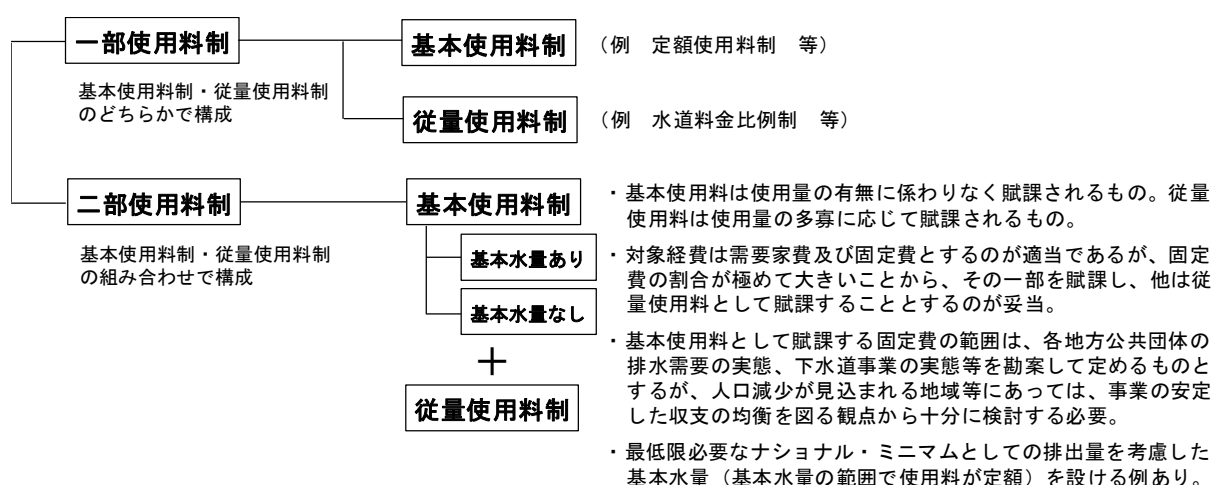 一部使用料制
基本使用料制・従量使用料制
のどちらかで構成
基本使用料制
（例　定額使用料制　等）
従量使用料制
（例　水道料金比例制　等）
二部使用料制
基本使用料制・従量使用料制
の組み合わせで構成
基本使用料制
基本水量あり
基本水量なし
＋
従量使用料制
・基本使用料は使用量の有無に係わりなく賦課されるもの。従量
使用料は使用量の多寡に応じて賦課されるもの。
・対象経費は需要家費及び固定費とするのが適当であるが、固定
費の割合が極めて大きいことから、その一部を賦課し、他は従
量使用料として賦課することとするのが妥当。
・基本使用料として賦課する固定費の範囲は、各地方公共団体の
排水需要の実態、下水道事業の実態等を勘案して定めるものと
するが、人口減少が見込まれる地域等にあっては、事業の安定
した収支の均衡を図る観点から十分に検討する必要。
・最低限必要なナショナル・ミニマムとしての排出量を考慮した
基本水量（基本水量の範囲で使用料が定額）を設ける例あり。